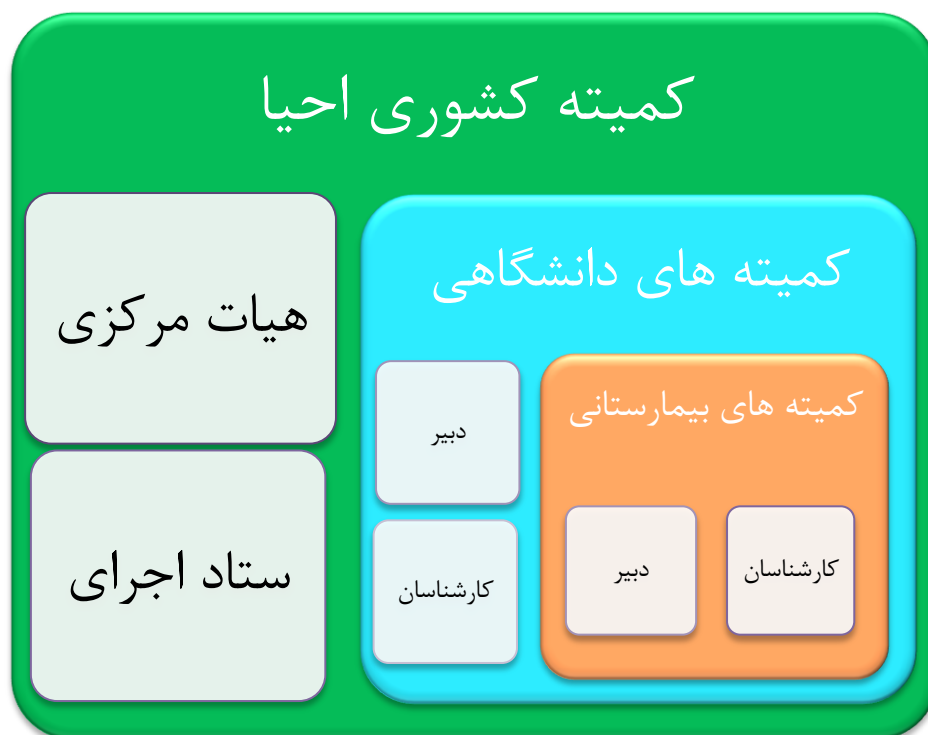 کمیته کشوری احیا
کمیته های دانشگاهی
کمیته های بیمارستانی
کارشناسان
دبیر
دبیر
کارشناسان
هیات مرکزی
ستاد اجرای